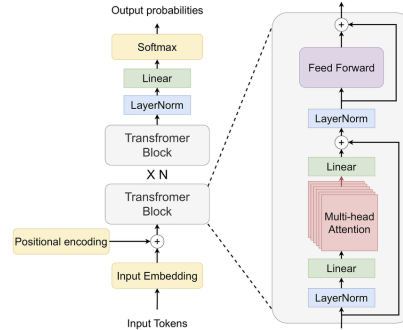 Output probabilities
Softmax
Linear
LayerNorm
Transfromer
Block
X N
Transfromer
Block
Positional encoding
+
Input Embedding
Input Tokens
+
Feed Forward
LayerNorm
+
Linear
Multi-head
Attention
Linear
LayerNorm